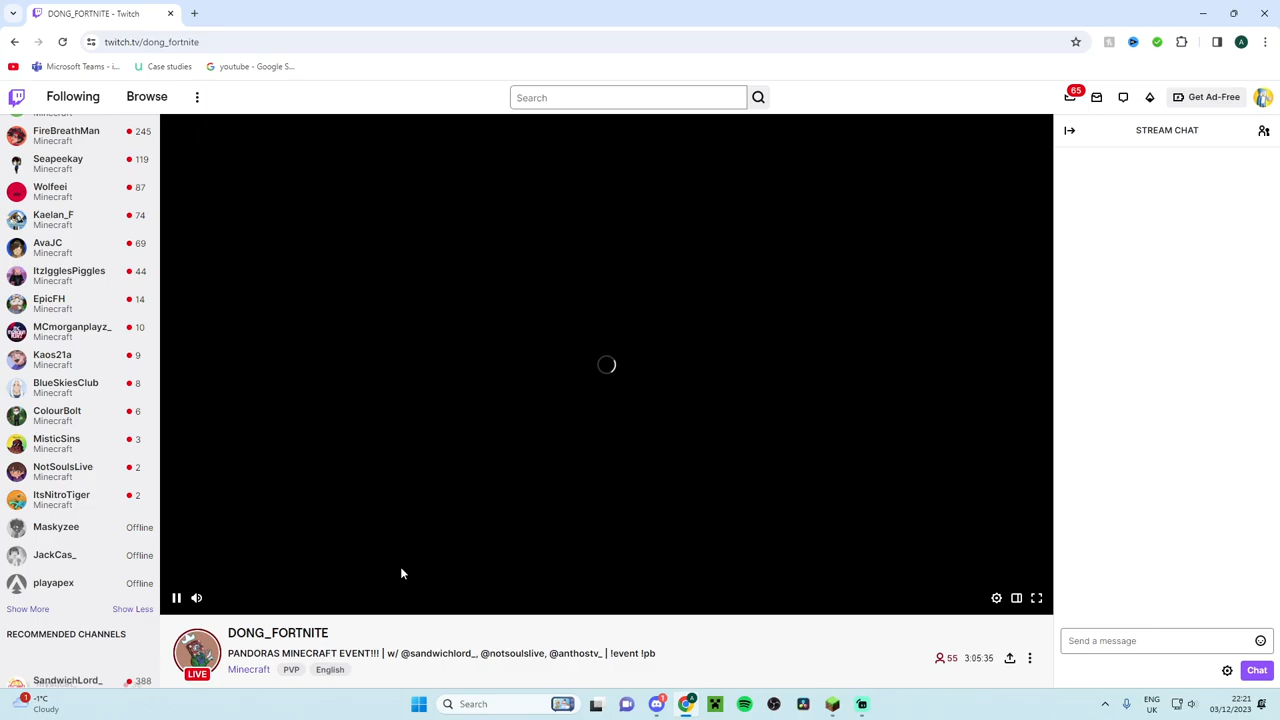 DONG_FORTNITE - Twitch
twitch.tv/dong_fortnite
Microsoft Teams - i...
Case studies
youtube - Google S...
Following
Browse
Search
65
Get Ad-Free
FireBreathMan
245
Minecraft
Seapeekay
119
Minecraft
Wolfeei
87
Minecraft
Kaelan_F
74
Minecraft
AvaJC
69
Minecraft
ItzIgglesPiggles
44
Minecraft
EpicFH
14
Minecraft
MCmorganplayz_
10
Minecraft
Kaos21a
9
Minecraft
BlueSkiesClub
8
Minecraft
ColourBolt
6
Minecraft
MisticSins
3
Minecraft
NotSoulsLive
2
Minecraft
ItsNitroTiger
2
Minecraft
Maskyzee
Offline
JackCas_
Offline
playapex
Offline
Show More
Show Less
RECOMMENDED CHANNELS
SandwichLord_
388
DONG_FORTNITE
PANDORAS MINECRAFT EVENT!!! | w/ @sandwichlord_, @notsoulslive, @anthostv_ | !event !pb
Minecraft
PVP
English
LIVE
55
3:05:35
STREAM CHAT
Send a message
Chat
1
-1°C
Cloudy
Search
1
A
A
ENG
UK
22:21
03/12/2023